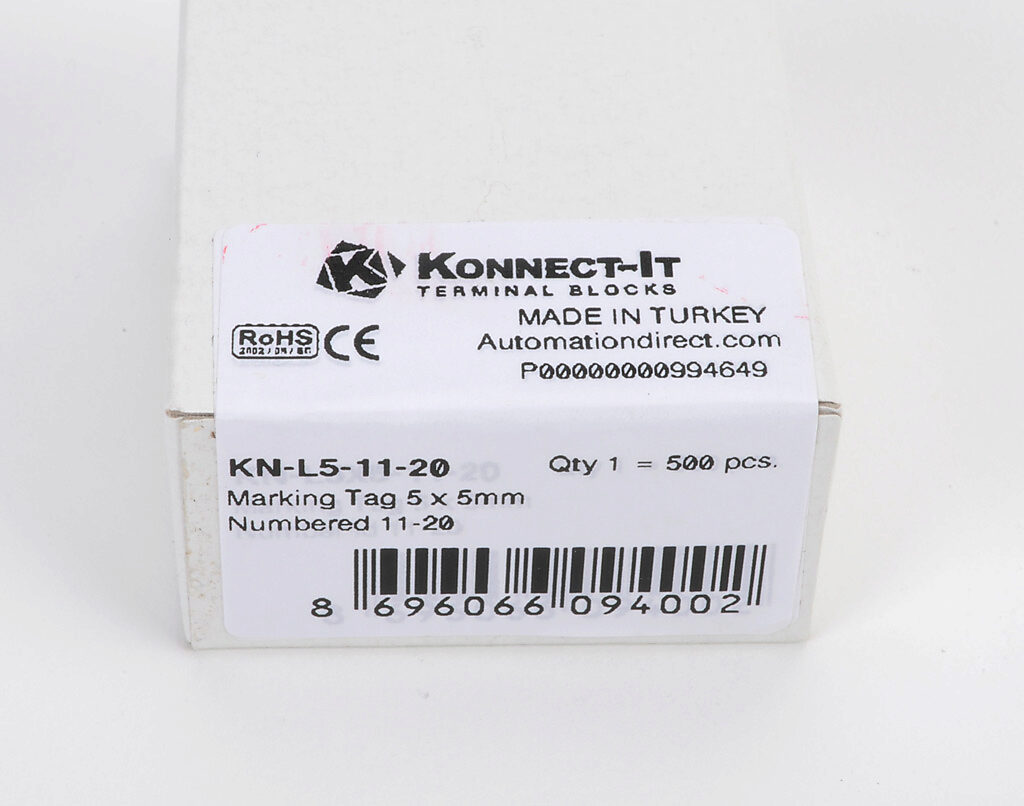 K KONNECT-IT
TERMINAL BLOCKS
MADE IN TURKEY
RoHS CE Automationdirect.com
P00000000994649
KN-L5-11-20 Qty 1 = 500 pcs.
Marking Tag 5 x 5mm
Numbered 11-20
8 696066 094002